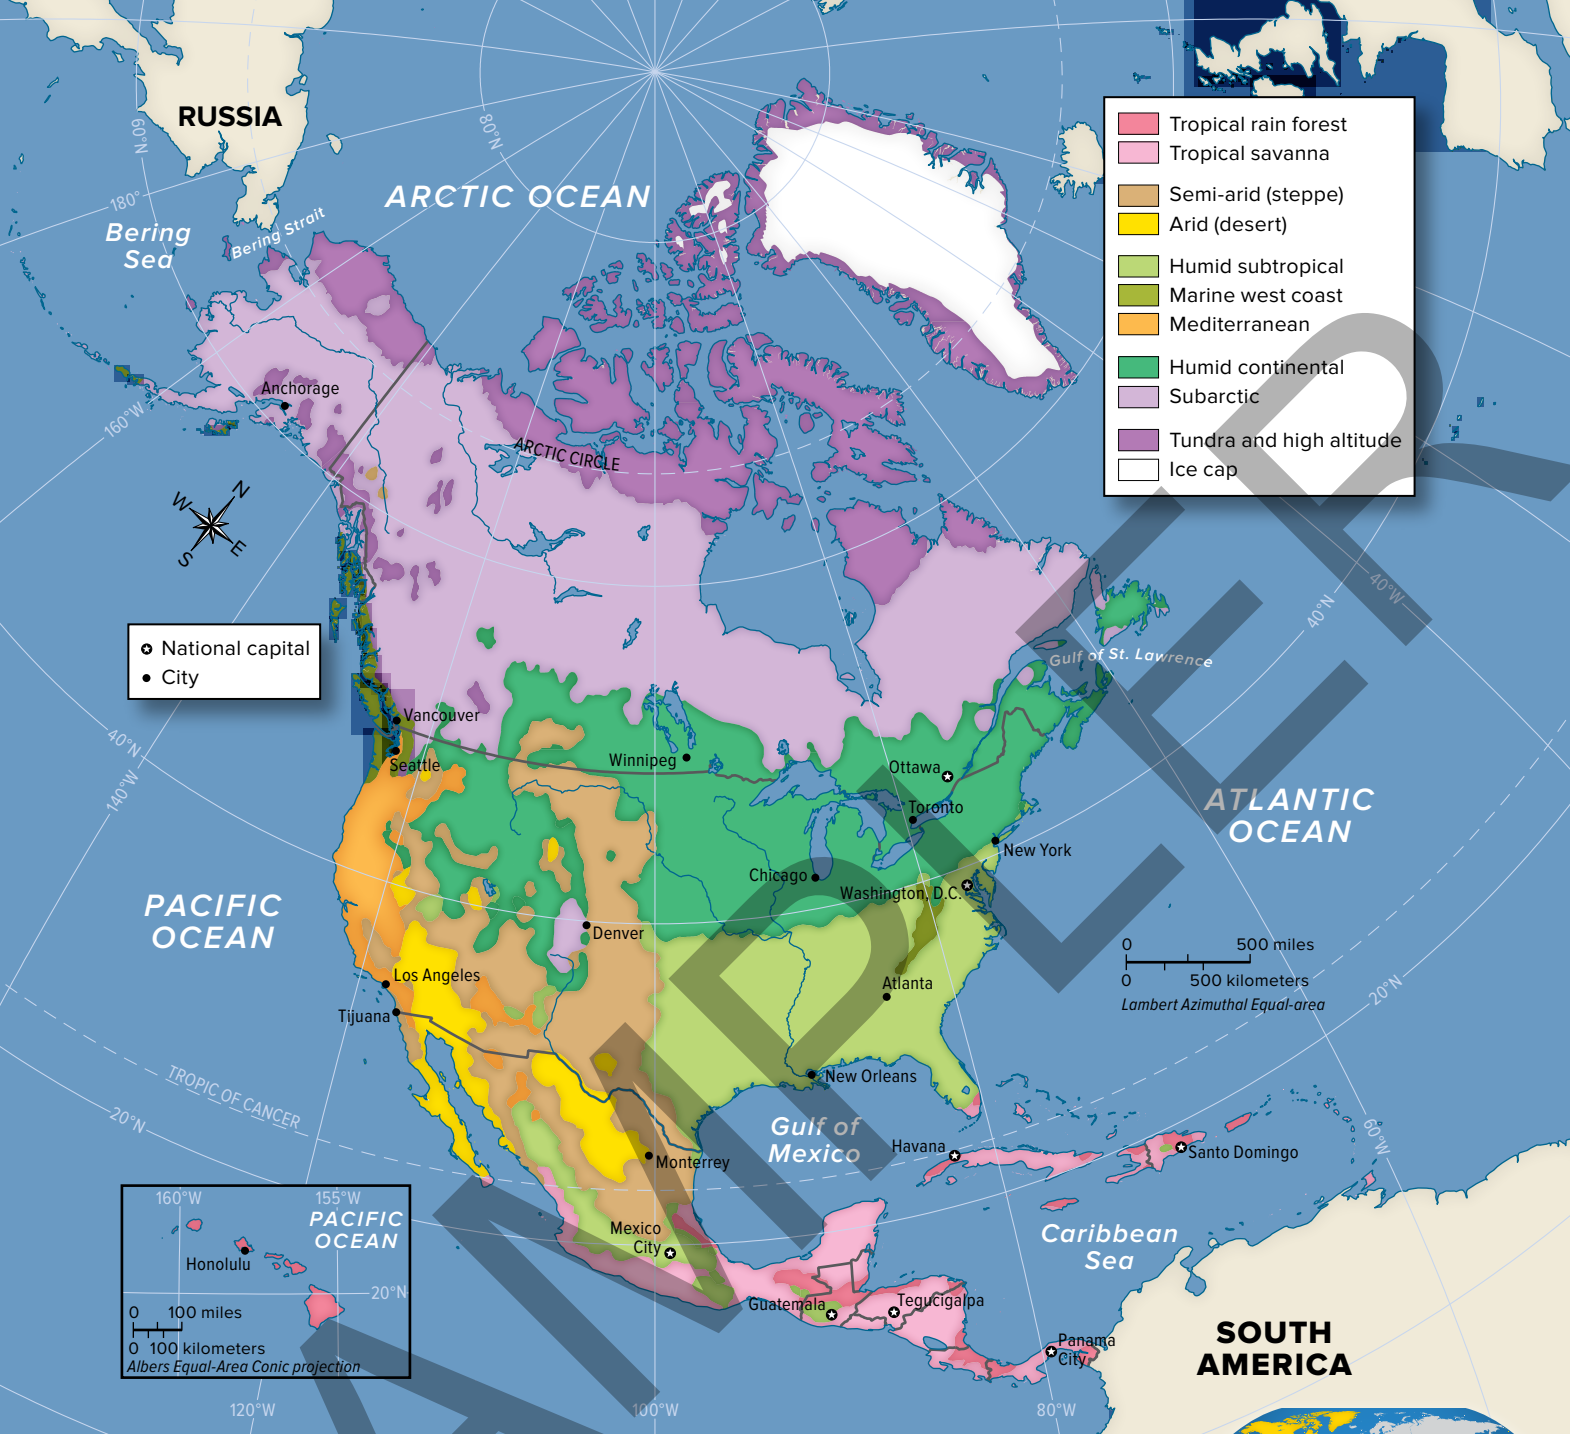 RUSSIA
60°N
80°N
ARCTIC OCEAN
180°
Bering
Sea
Bering Strait
160°W
Anchorage
ARCTIC CIRCLE
Tropical rain forest
Tropical savanna
Semi-arid (steppe)
Arid (desert)
Humid subtropical
Marine west coast
Mediterranean
Humid continental
Subarctic
Tundra and high altitude
Ice cap
N
W
E
S
40°W
40°N
National capital
City
Gulf of St. Lawrence
Vancouver
Seattle
Winnipeg
Ottawa
Toronto
40°N
140°W
ATLANTIC
OCEAN
New York
Chicago
Washington, D.C.
PACIFIC
OCEAN
Denver
0 500 miles
0 500 kilometers
Lambert Azimuthal Equal-area
20°N
Los Angeles
Atlanta
Tijuana
New Orleans
TROPIC OF CANCER
20°N
Gulf of
Mexico
Havana
Santo Domingo
60°W
Monterrey
160°W
155°W
PACIFIC
OCEAN
Honolulu
20°N
0 100 miles
0 100 kilometers
Albers Equal-Area Conic projection
Mexico
City
Caribbean
Sea
Guatemala
Tegucigalpa
Panama
City
SOUTH
AMERICA
120°W
100°W
80°W